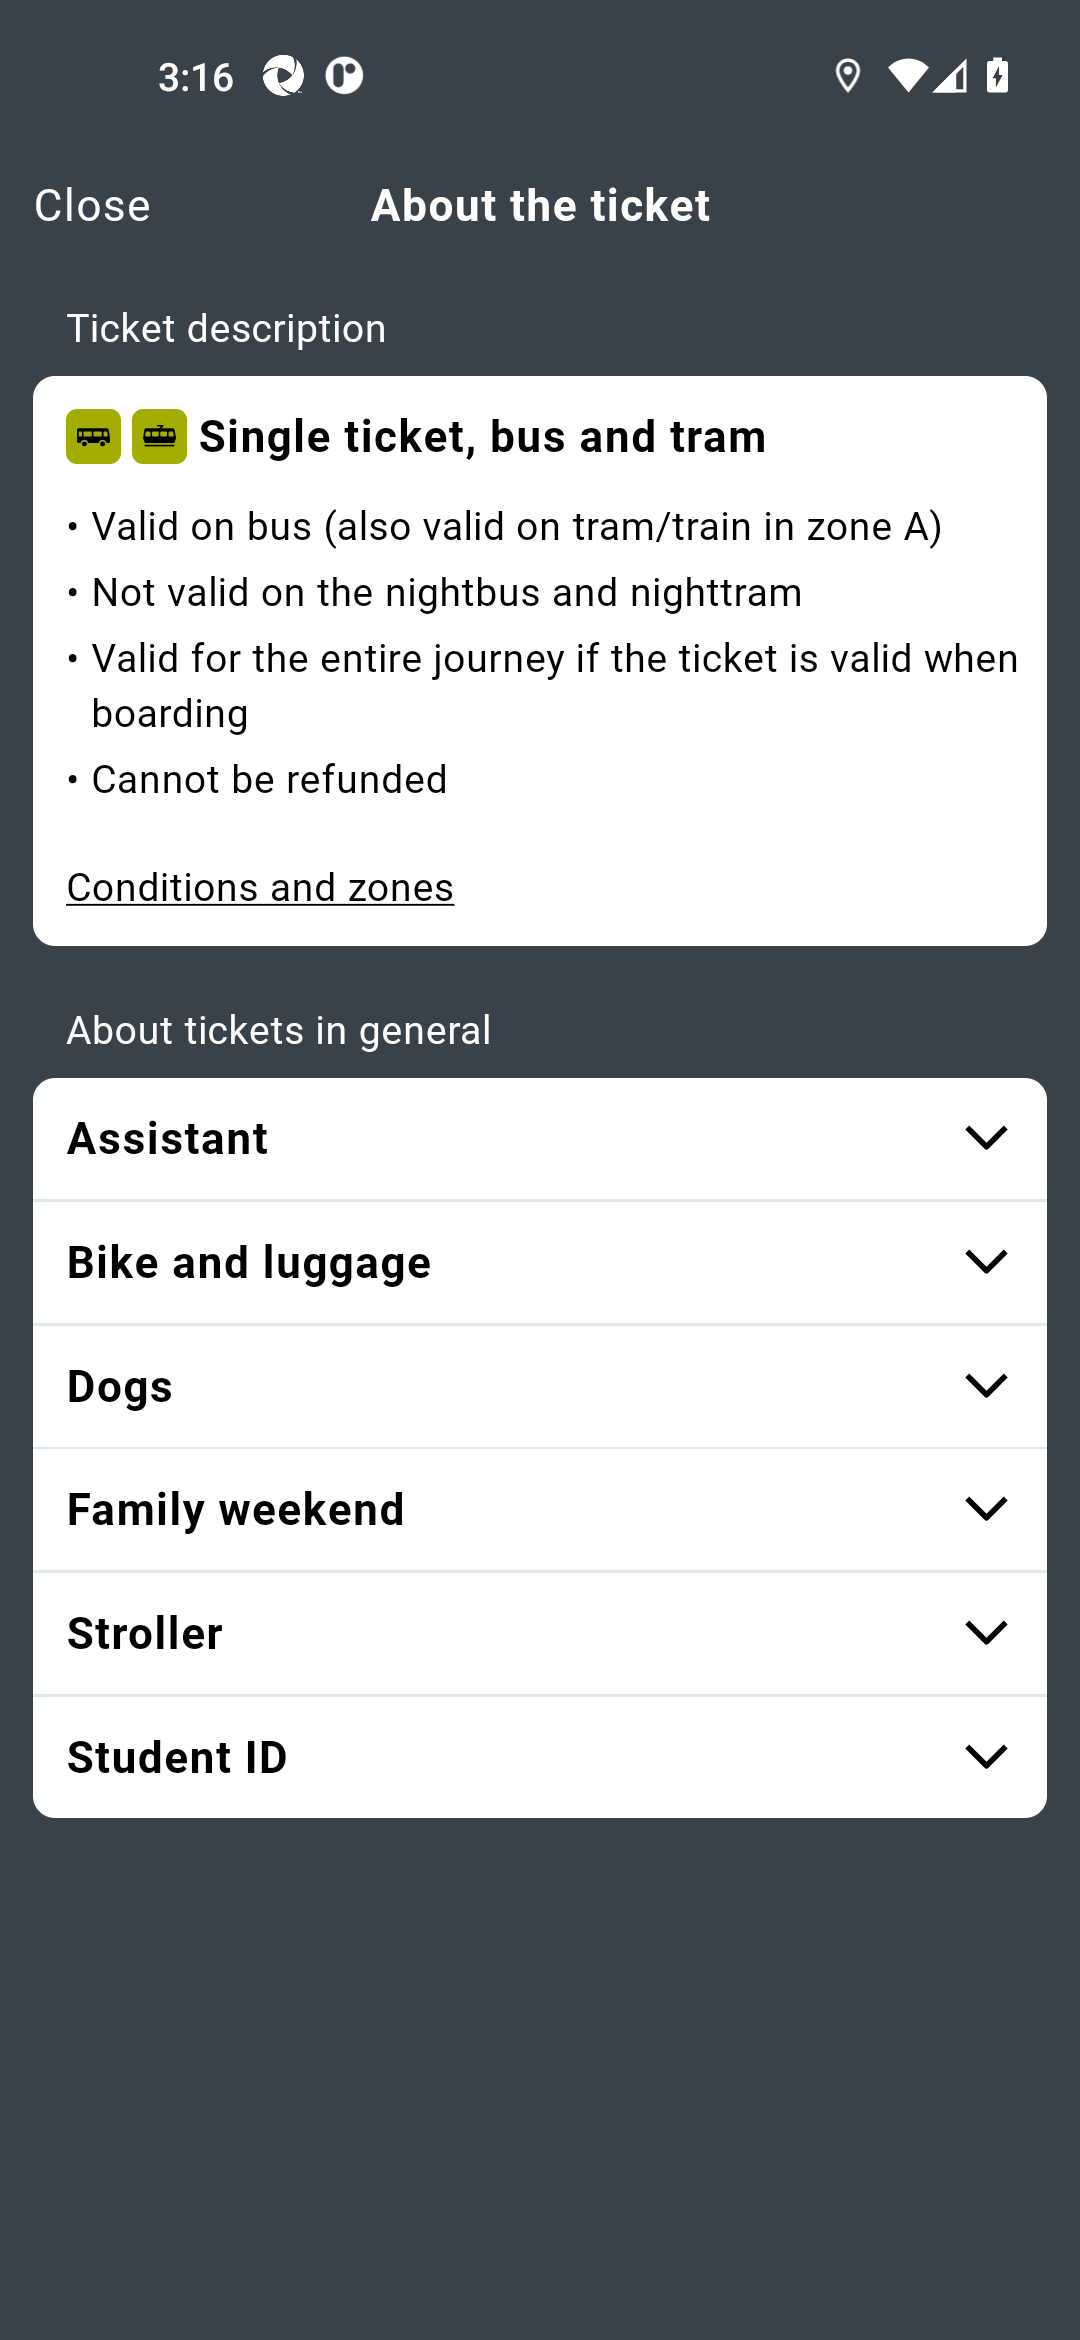 3:16
Close
About the ticket
Ticket description
Single ticket, bus and tram
• Valid on bus (also valid on tram/train in zone A)
• Not valid on the nightbus and nighttram
• Valid for the entire journey if the ticket is valid when
boarding
• Cannot be refunded
Conditions and zones
About tickets in general
Assistant
Bike and luggage
Dogs
Family weekend
Stroller
Student ID